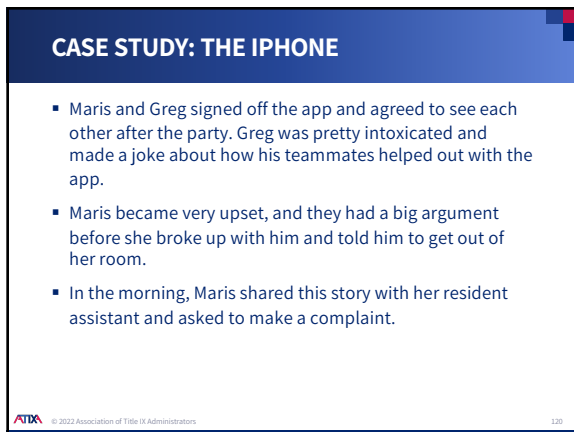 CASE STUDY: THE IPHONE
▪ Maris and Greg signed off the app and agreed to see each
other after the party. Greg was pretty intoxicated and
made a joke about how his teammates helped out with the
app.
▪ Maris became very upset, and they had a big argument
before she broke up with him and told him to get out of
her room.
▪ In the morning, Maris shared this story with her resident
assistant and asked to make a complaint.
ATIXA © 2022 Association of Title IX Administrators 120